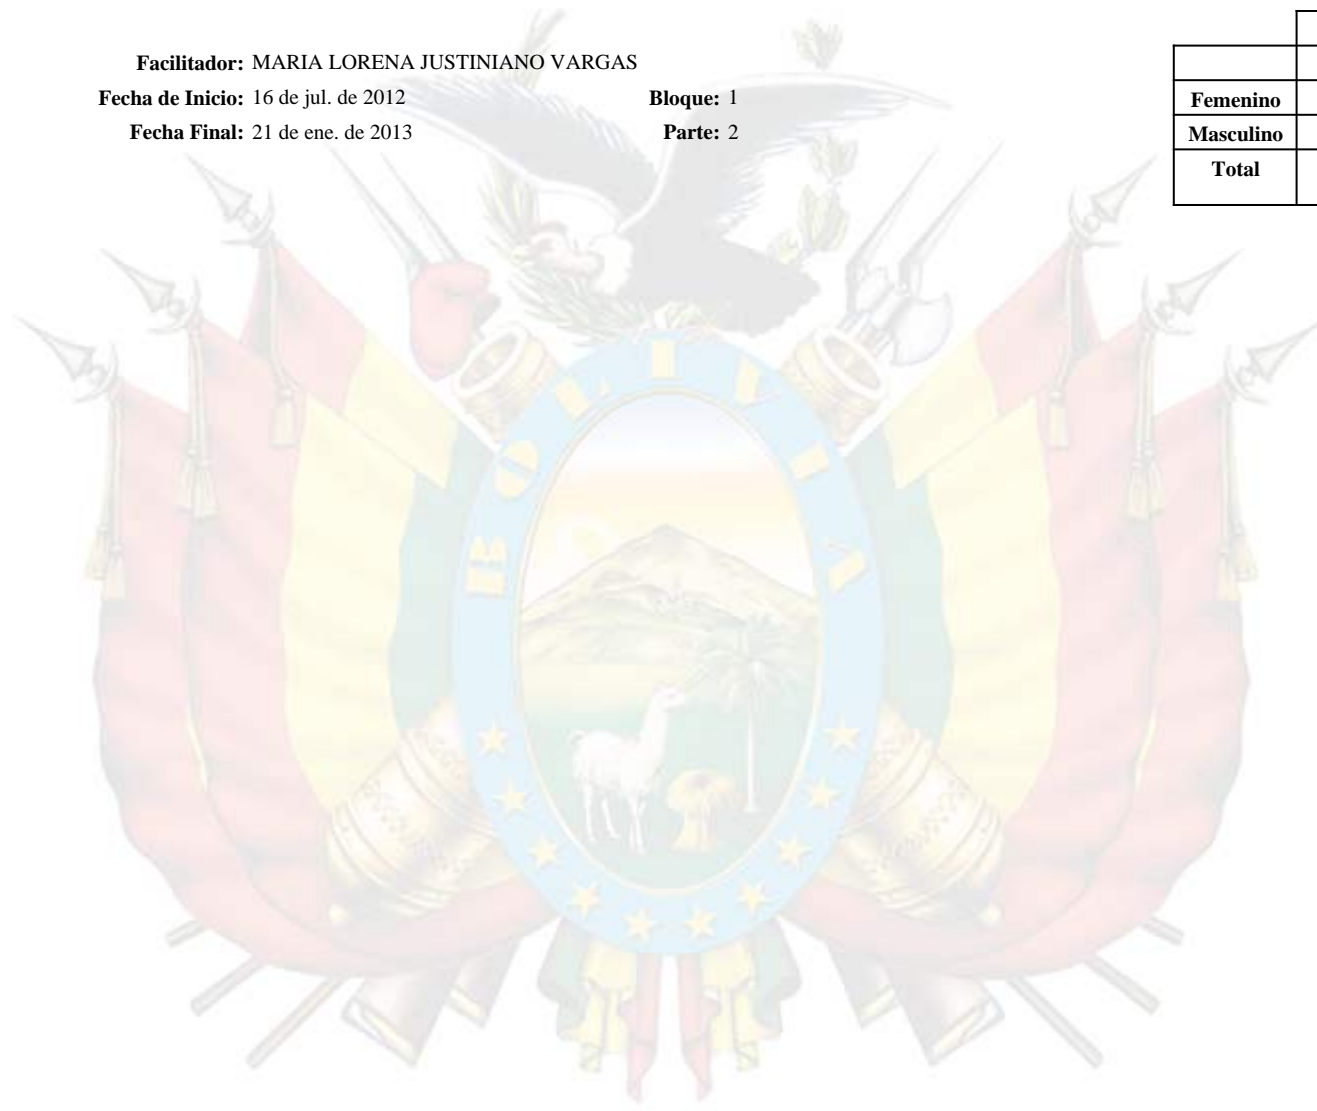 Facilitador: MARIA LORENA JUSTINIANO VARGAS
Fecha de Inicio: 16 de jul. de 2012 Bloque: 1
Fecha Final: 21 de ene. de 2013 Parte: 2
Femenino
Masculino
Total
BOLIVIA